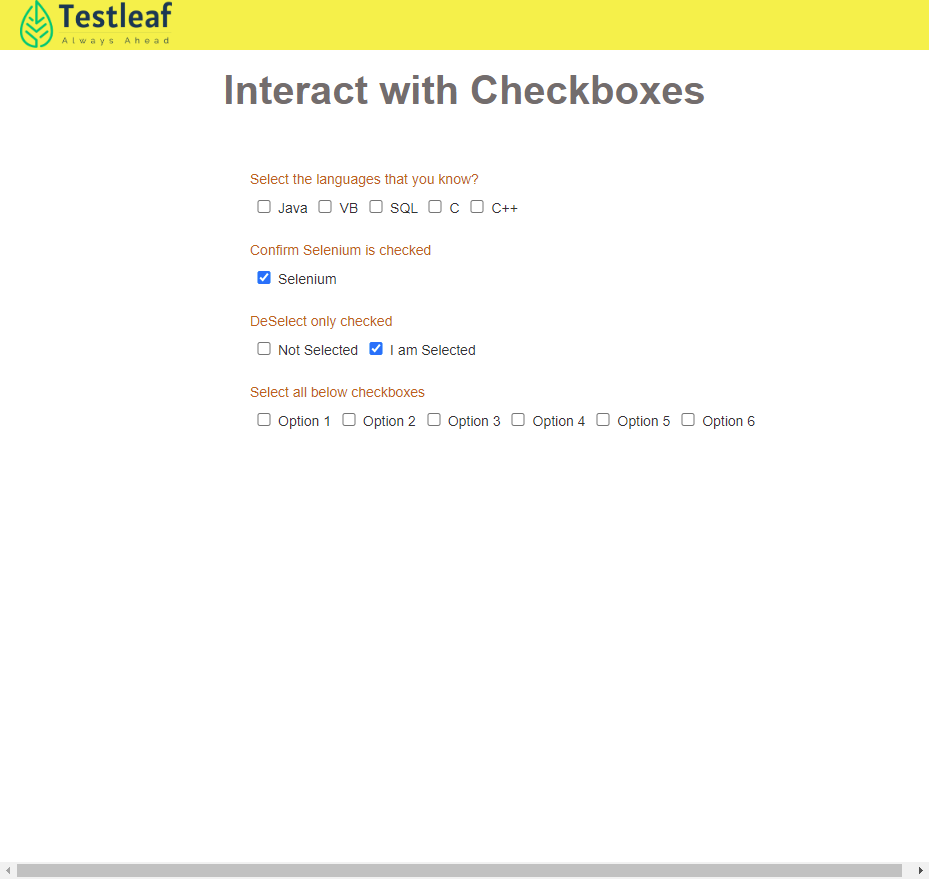 Testleaf
Always Ahead
Interact with Checkboxes
Select the languages that you know?
Java VB SQL C C++
Confirm Selenium is checked
Selenium
DeSelect only checked
Not Selected I am Selected
Select all below checkboxes
Option 1 Option 2 Option 3 Option 4 Option 5 Option 6